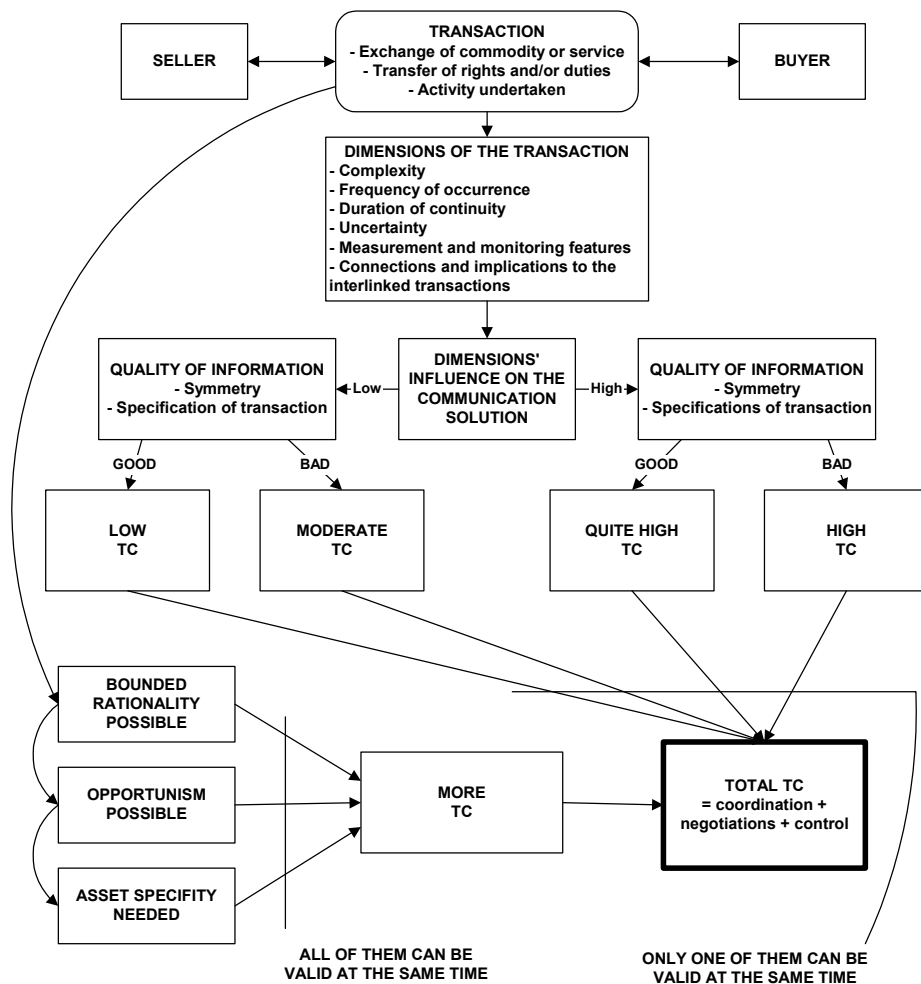 SELLER
TRANSACTION
- Exchange of commodity or service
- Transfer of rights and/or duties
- Activity undertaken
BUYER
DIMENSIONS OF THE TRANSACTION
- Complexity
- Frequency of occurrence
- Duration of continuity
- Uncertainty
- Measurement and monitoring features
- Connections and implications to the
interlinked transactions
QUALITY OF INFORMATION
- Symmetry
- Specification of transaction
Low
DIMENSIONS'
INFLUENCE ON THE
COMMUNICATION
SOLUTION
High
QUALITY OF INFORMATION
- Symmetry
- Specifications of transaction
GOOD
BAD
GOOD
BAD
LOW
TC
MODERATE
TC
QUITE HIGH
TC
HIGH
TC
BOUNDED
RATIONALITY
POSSIBLE
OPPORTUNISM
POSSIBLE
ASSET SPECIFITY
NEEDED
MORE
TC
TOTAL TC
= coordination +
negotiations + control
ALL OF THEM CAN BE
VALID AT THE SAME TIME
ONLY ONE OF THEM CAN BE
VALID AT THE SAME TIME